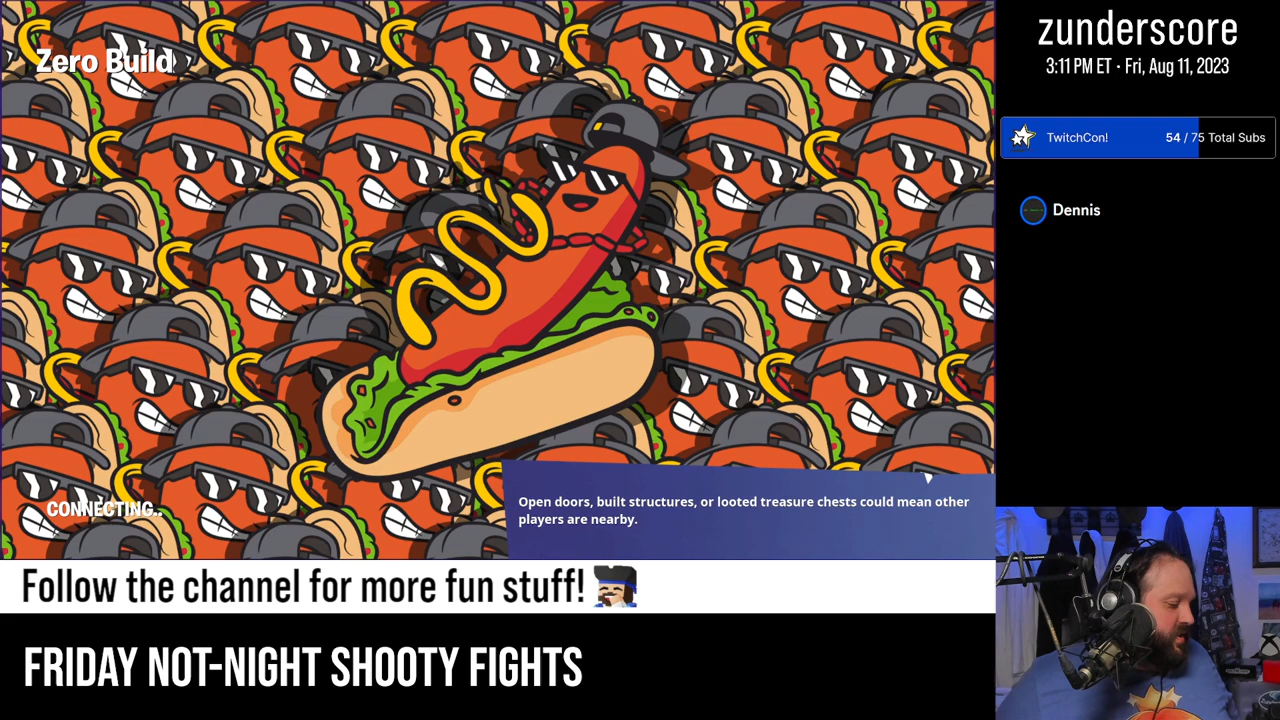 Zero Build
CONNECTING..
Open doors, built structures, or looted treasure chests could mean other
players are nearby.
Follow the channel for more fun stuff!
FRIDAY NOT-NIGHT SHOOTY FIGHTS
zunderscore
3:11 PM ET · Fri, Aug 11, 2023
TwitchCon! 54 / 75 Total Subs
Dennis